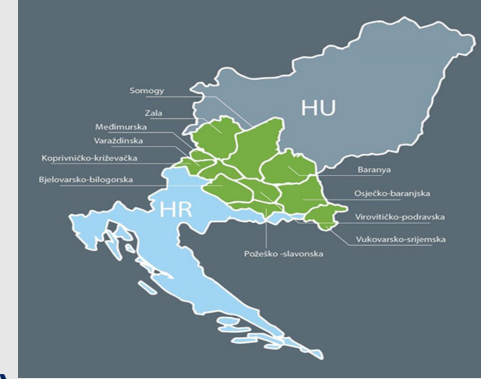 Somogy
HU
Zala
Međimurska
Varaždinska
Koprivničko-križevačka
Baranya
Bjelovarsko-bilogorska
Osječko-baranjska
HR
Virovitičko-podravska
Vukovarsko-srijemska
Požeško -slavonska